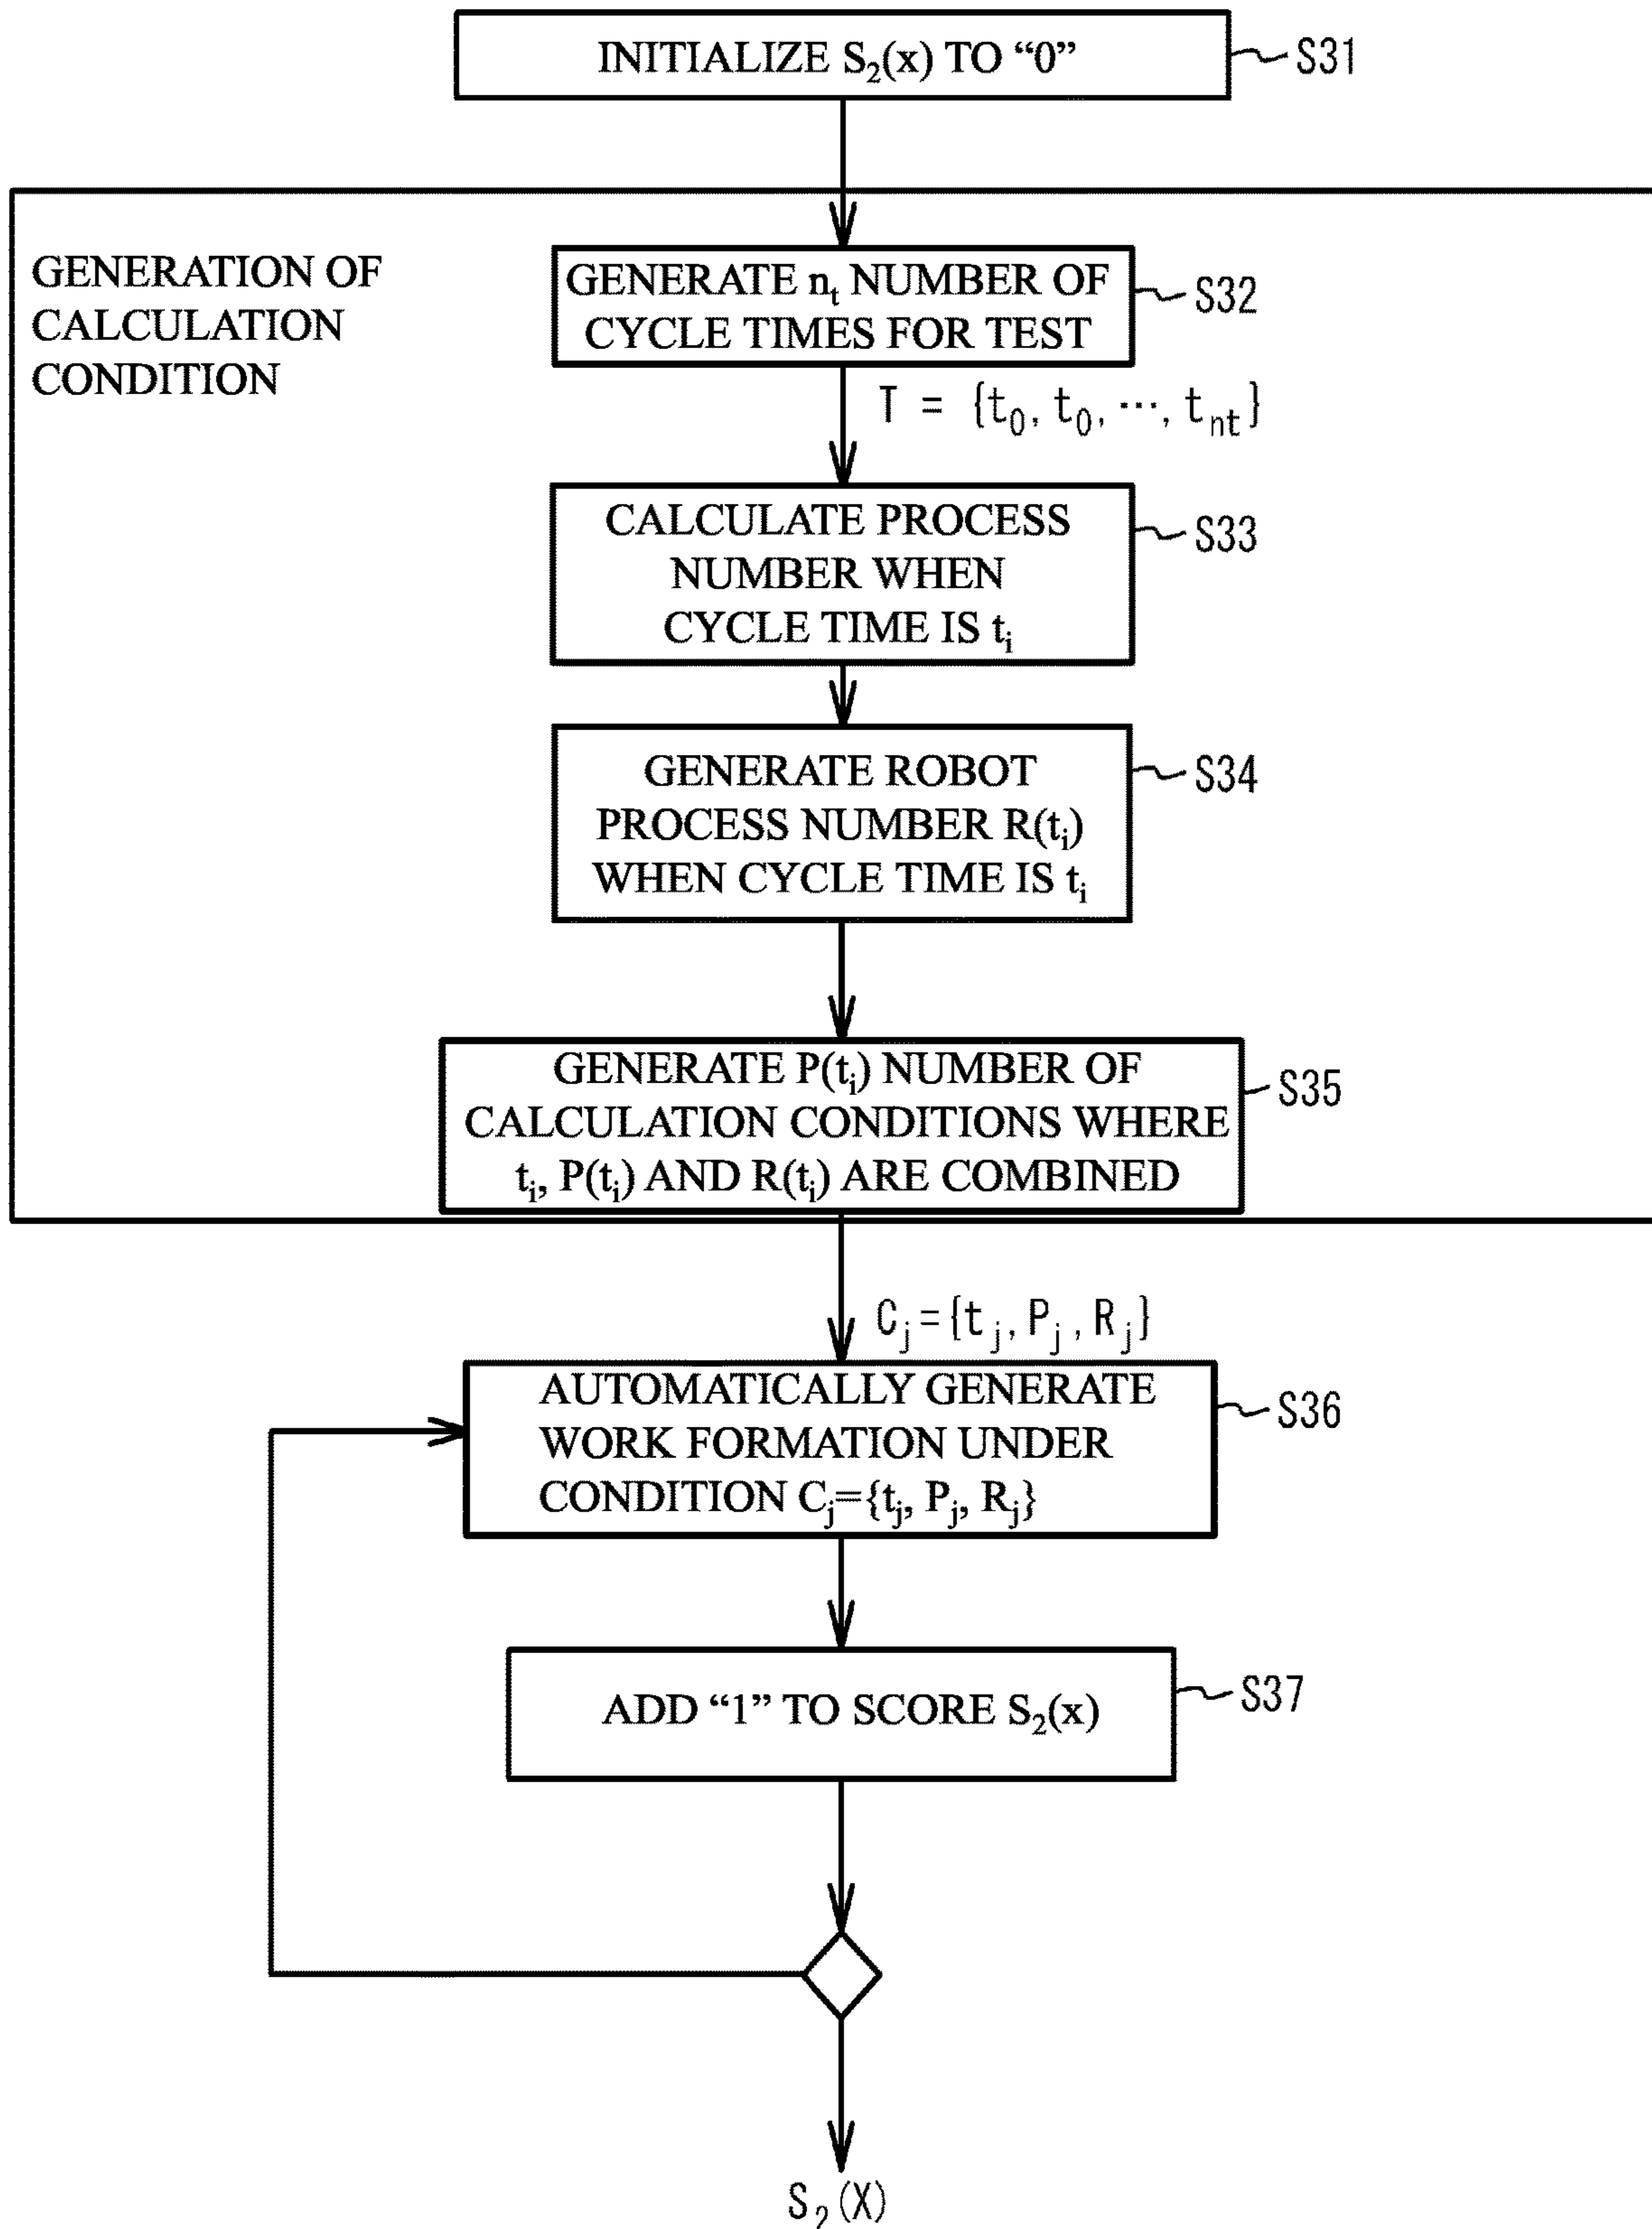 INITIALIZE S₂(x) TO “0”
S31
GENERATION OF
CALCULATION
CONDITION
GENERATE nₜ NUMBER OF
CYCLE TIMES FOR TEST
S32
T = {t₀, t₀, ⋯, tₙₜ}
CALCULATE PROCESS
NUMBER WHEN
CYCLE TIME IS tᵢ
S33
GENERATE ROBOT
PROCESS NUMBER R(tᵢ)
WHEN CYCLE TIME IS tᵢ
S34
GENERATE P(tᵢ) NUMBER OF
CALCULATION CONDITIONS WHERE
tᵢ, P(tᵢ) AND R(tᵢ) ARE COMBINED
S35
Cⱼ={tⱼ, Pⱼ, Rⱼ}
AUTOMATICALLY GENERATE
WORK FORMATION UNDER
CONDITION Cⱼ={tⱼ, Pⱼ, Rⱼ}
S36
ADD “1” TO SCORE S₂(x)
S37
S₂(X)